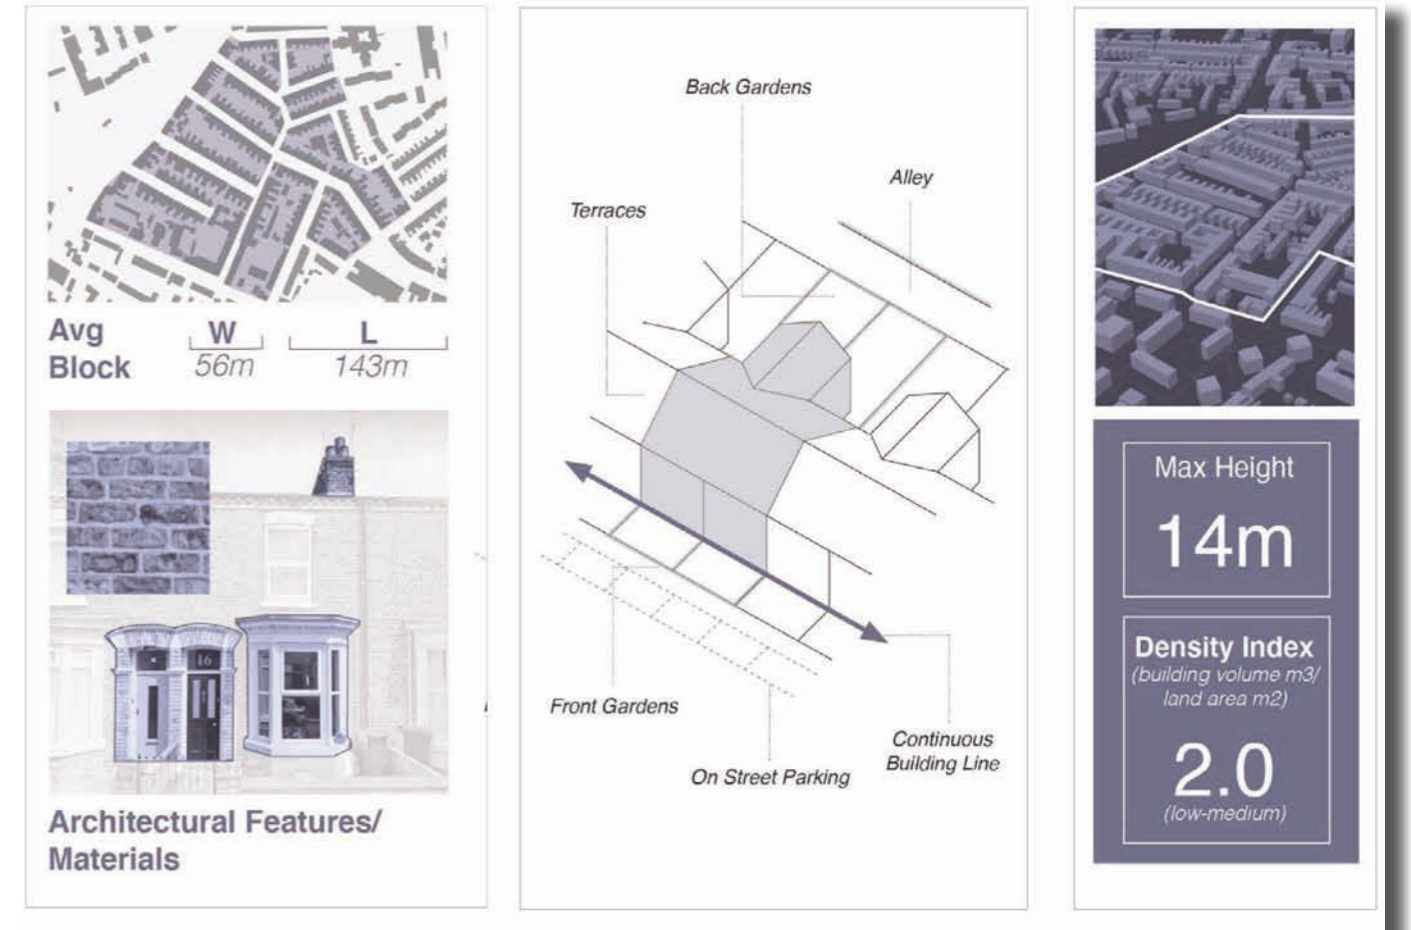 Avg
Block
W
56m
L
143m
Architectural Features/
Materials
Back Gardens
Alley
Terraces
Front Gardens
On Street Parking
Continuous
Building Line
16
Max Height
14m
Density Index
(building volume m3/
land area m2)
2.0
(low-medium)